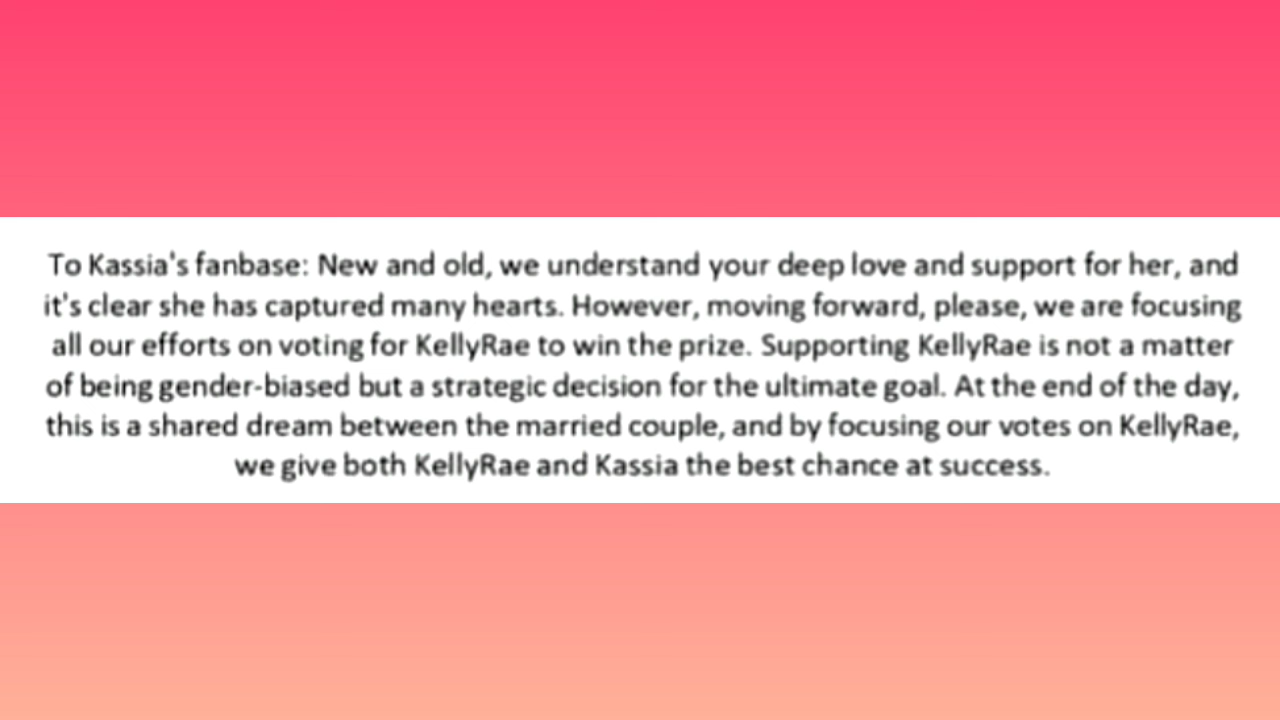 To Kassia's fanbase: New and old, we understand your deep love and support for her, and
it's clear she has captured many hearts. However, moving forward, please, we are focusing
all our efforts on voting for KellyRae to win the prize. Supporting KellyRae is not a matter
of being gender-biased but a strategic decision for the ultimate goal. At the end of the day,
this is a shared dream between the married couple, and by focusing our votes on KellyRae,
we give both KellyRae and Kassia the best chance at success.